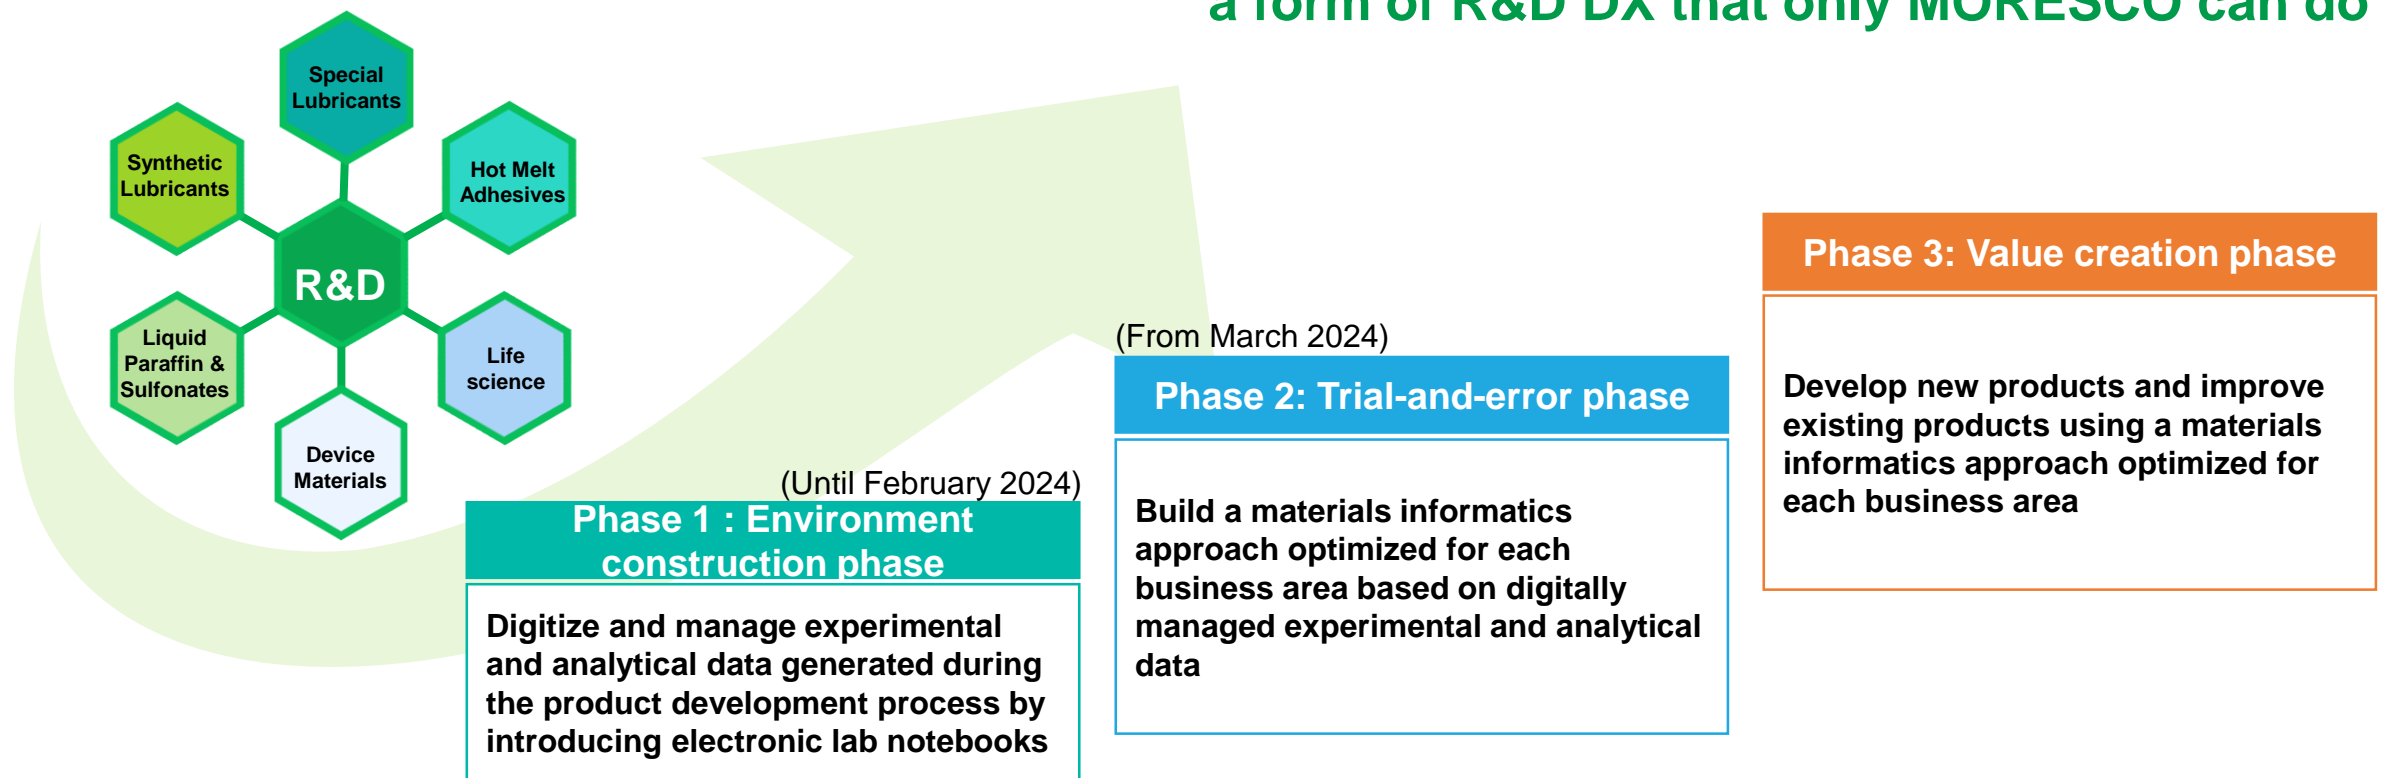 a form of R&D DX that only MORESCO can do
Special
Lubricants
Synthetic
Lubricants
Hot Melt
Adhesives
R&D
Liquid
Paraffin &
Sulfonates
Life
science
Device
Materials
(Until February 2024)
Phase 1 : Environment
construction phase
Digitize and manage experimental
and analytical data generated during
the product development process by
introducing electronic lab notebooks
(From March 2024)
Phase 2: Trial-and-error phase
Build a materials informatics
approach optimized for each
business area based on digitally
managed experimental and analytical
data
Phase 3: Value creation phase
Develop new products and improve
existing products using a materials
informatics approach optimized for
each business area